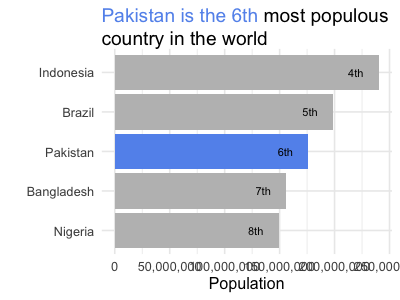 Pakistan is the 6th most populous
country in the world
Indonesia 4th
Brazil 5th
Pakistan 6th
Bangladesh 7th
Nigeria 8th
0 50,000,000 100,000,000 150,000,000 200,000,000 250,000
Population